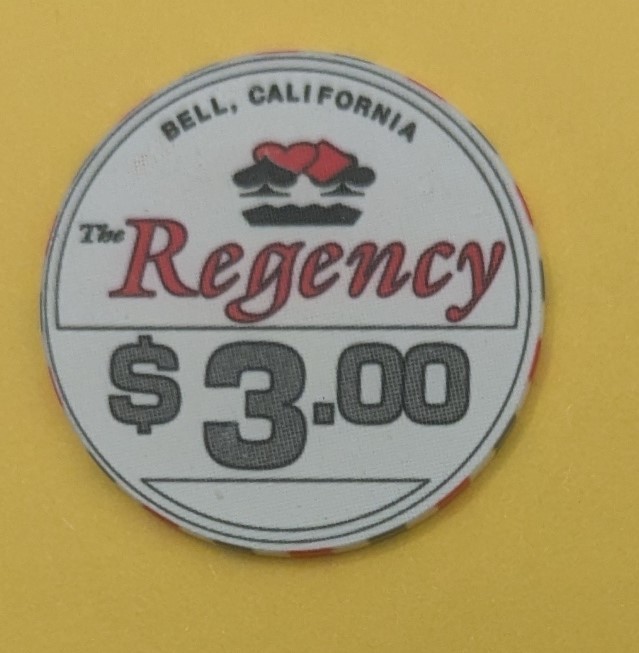 BELL, CALIFORNIA
The Regency
$3.00